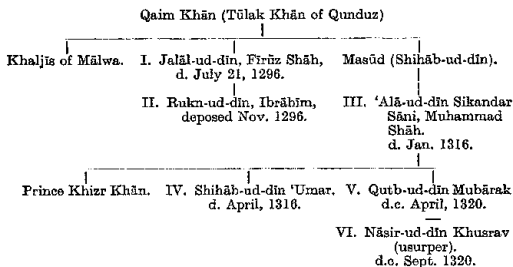 Qaim Khān (Tūlak Khān of Qunduz)
Khaljīs of Mālwa. I. Jalāl-ud-dīn, Fīrūz Shāh, Masūd (Shihāb-ud-dīn).
d. July 21, 1296.
II. Rukn-ud-dīn, Ibrāhīm, III. ‘Alā-ud-dīn Sikandar
deposed Nov. 1296. Sāni, Muhammad
Shāh.
d. Jan. 1316.
Prince Khizr Khān. IV. Shihāb-ud-dīn ‘Umar. V. Qutb-ud-dīn Mubārak
d. April, 1316. d.c. April, 1320.
VI. Nāsir-ud-dīn Khusrav
(usurper).
d.c. Sept. 1320.